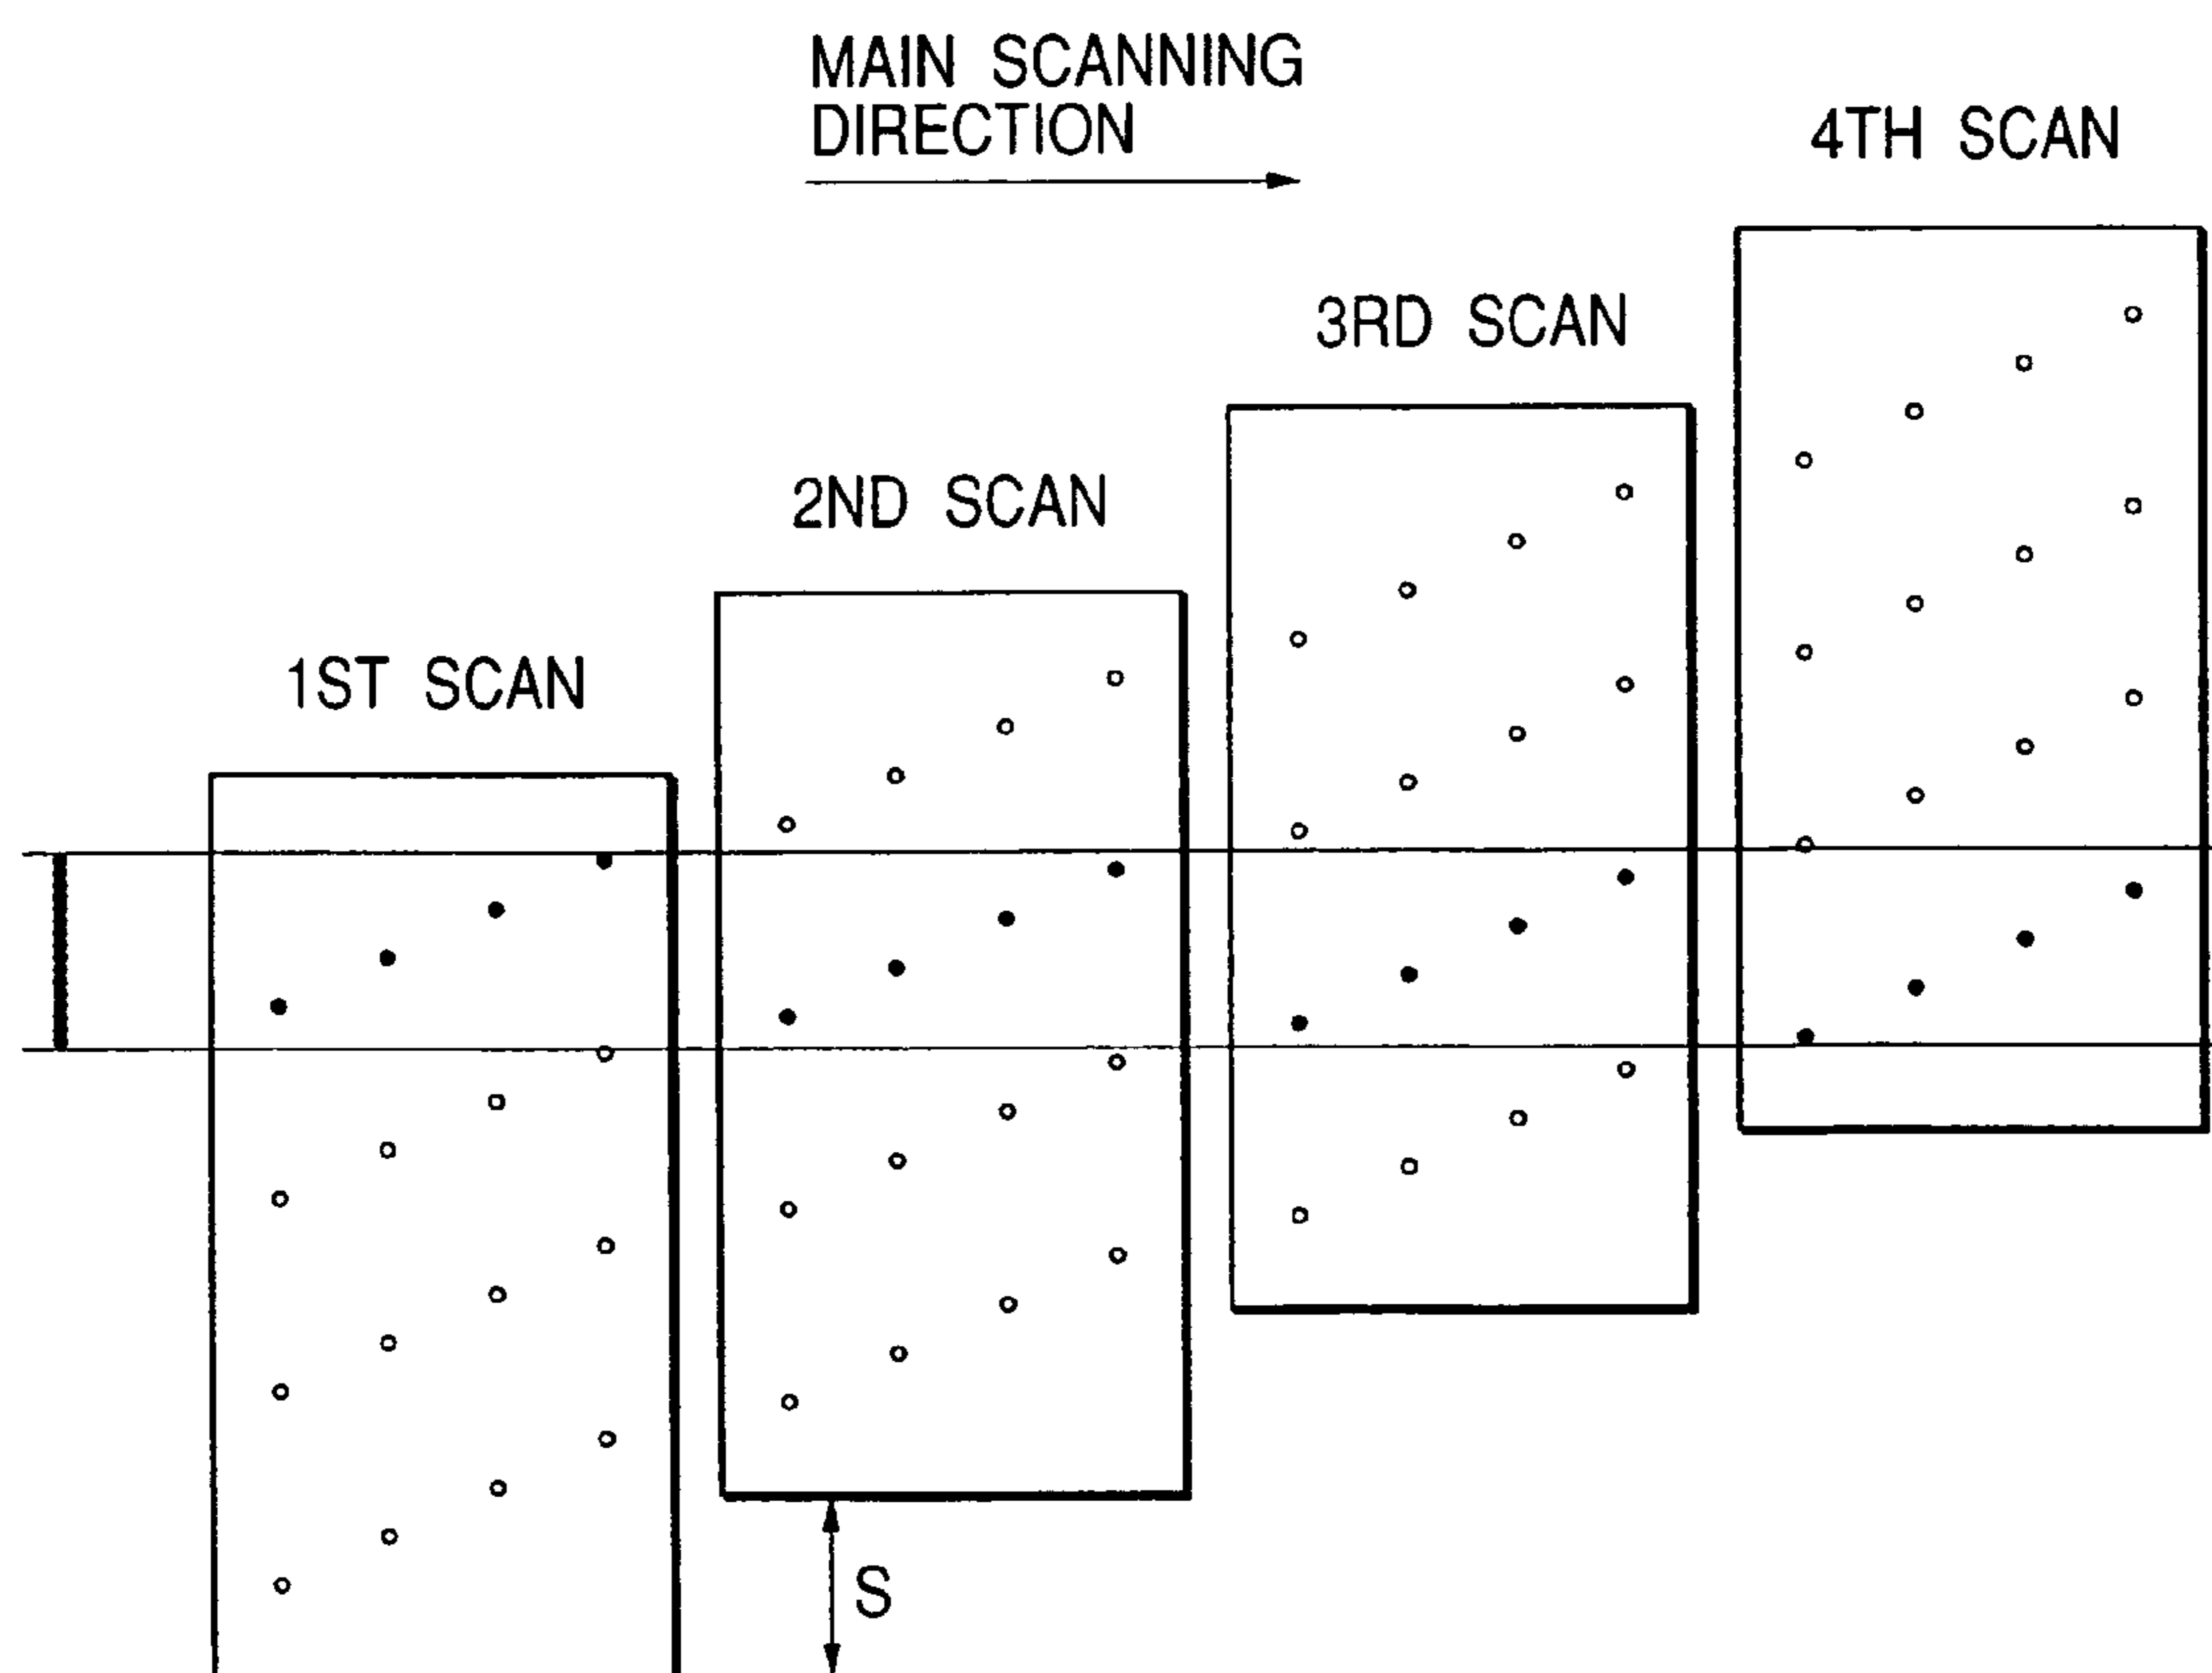 MAIN SCANNING
DIRECTION
4TH SCAN
3RD SCAN
2ND SCAN
1ST SCAN
S